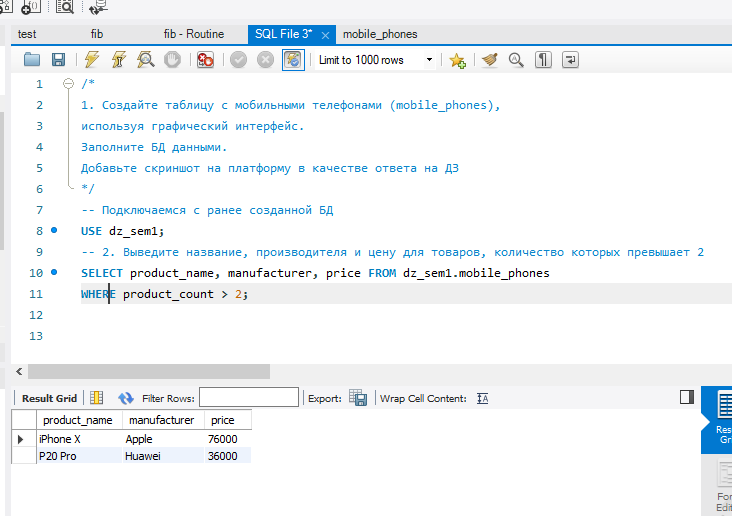 test fib fib - Routine SQL File 3* mobile_phones
Limit to 1000 rows
1 /*
2 1. Создайте таблицу с мобильными телефонами (mobile_phones),
3 используя графический интерфейс.
4 Заполните БД данными.
5 Добавьте скриншот на платформу в качестве ответа на ДЗ
6 */
7 -- Подключаемся с ранее созданной БД
8 USE dz_sem1;
9 -- 2. Выведите название, производителя и цену для товаров, количество которых превышает 2
10 SELECT product_name, manufacturer, price FROM dz_sem1.mobile_phones
11 WHERE product_count > 2;
12
13
Result Grid Filter Rows: Export: Wrap Cell Content:
product_name manufacturer price
iPhone X Apple 76000
P20 Pro Huawei 36000